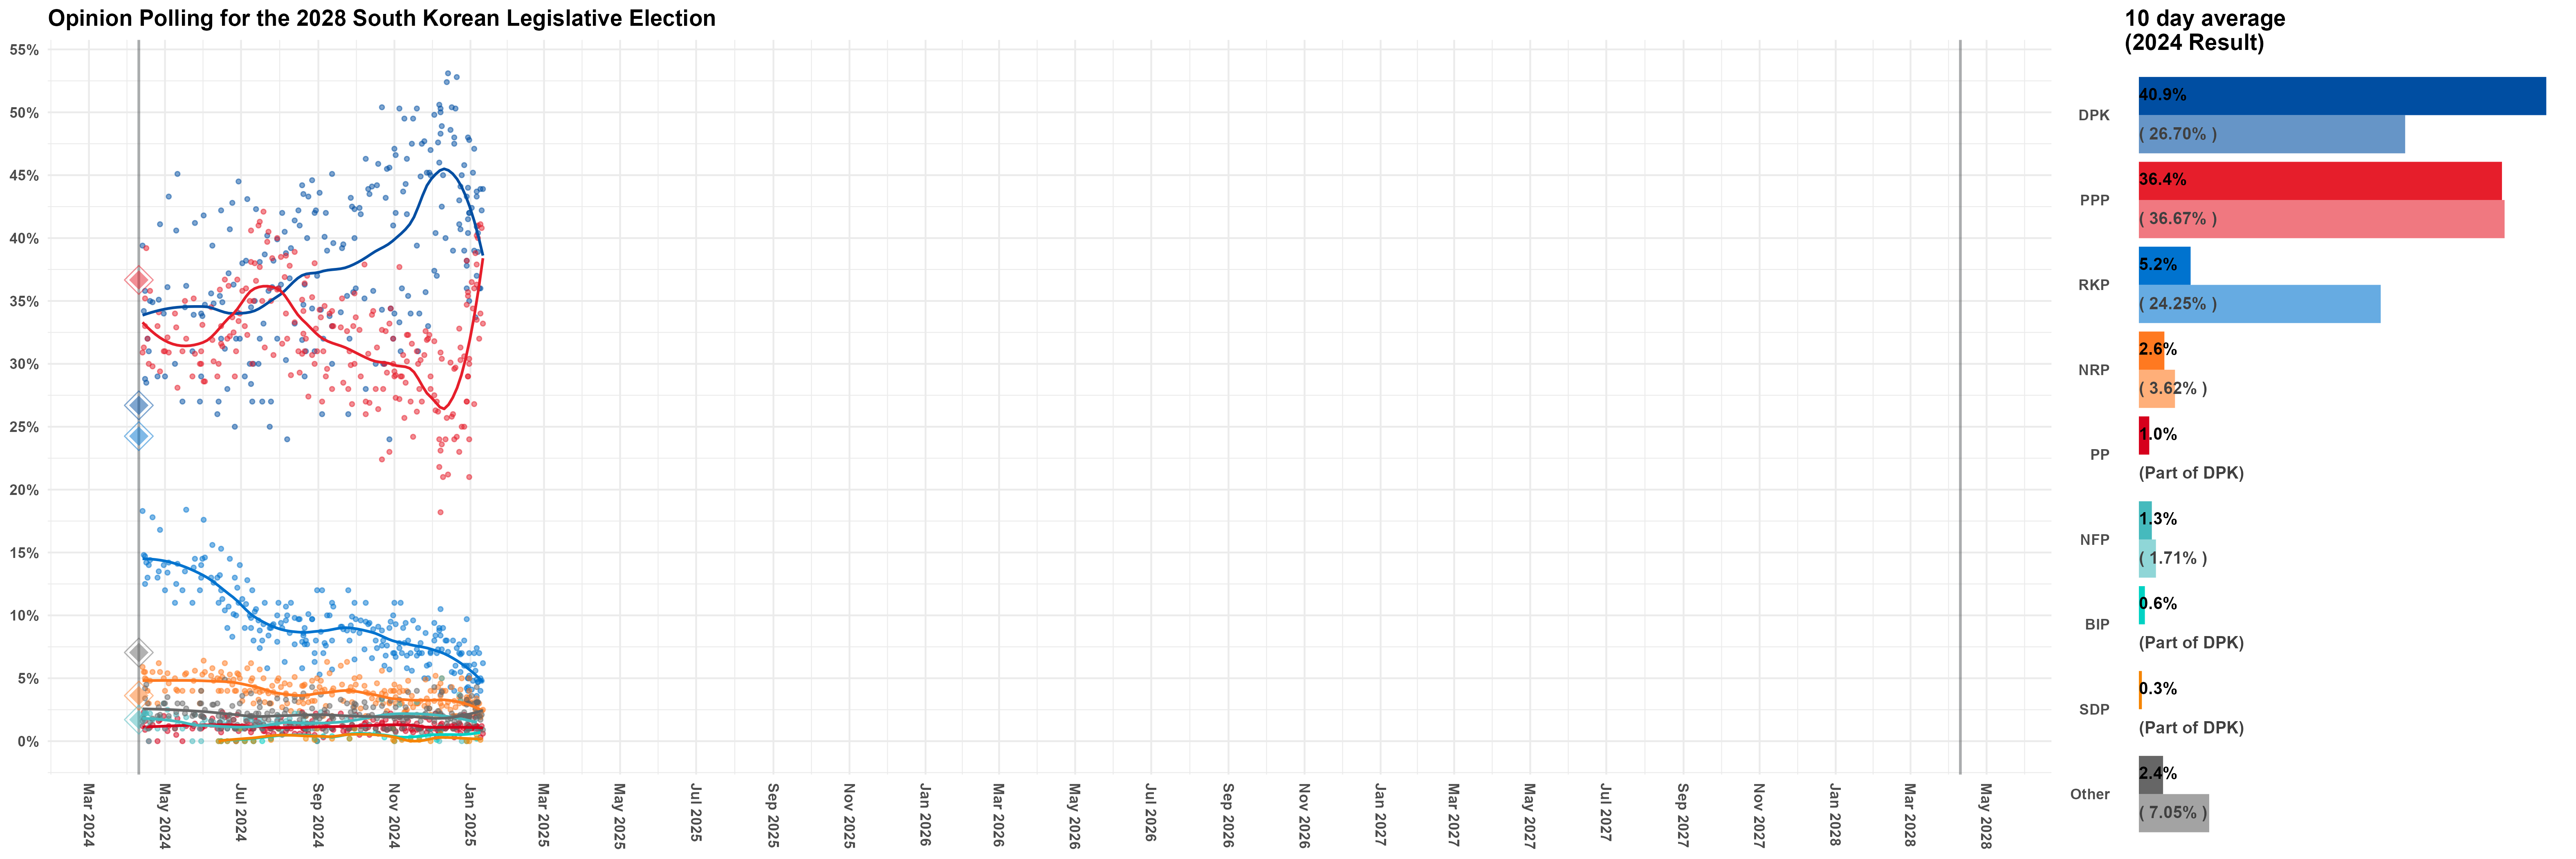 Opinion Polling for the 2028 South Korean Legislative Election
55%
50%
45%
40%
35%
30%
25%
20%
15%
10%
5%
0%
Mar 2024
May 2024
Jul 2024
Sep 2024
Nov 2024
Jan 2025
Mar 2025
May 2025
Jul 2025
Sep 2025
Nov 2025
Jan 2026
Mar 2026
May 2026
Jul 2026
Sep 2026
Nov 2026
Jan 2027
Mar 2027
May 2027
Jul 2027
Sep 2027
Nov 2027
Jan 2028
Mar 2028
May 2028
10 day average
(2024 Result)
DPK
40.9%
( 26.70% )
PPP
36.4%
( 36.67% )
RKP
5.2%
( 24.25% )
NRP
2.6%
( 3.62% )
PP
1.0%
(Part of DPK)
NFP
1.3%
( 1.71% )
BIP
0.6%
(Part of DPK)
SDP
0.3%
(Part of DPK)
Other
2.4%
( 7.05% )